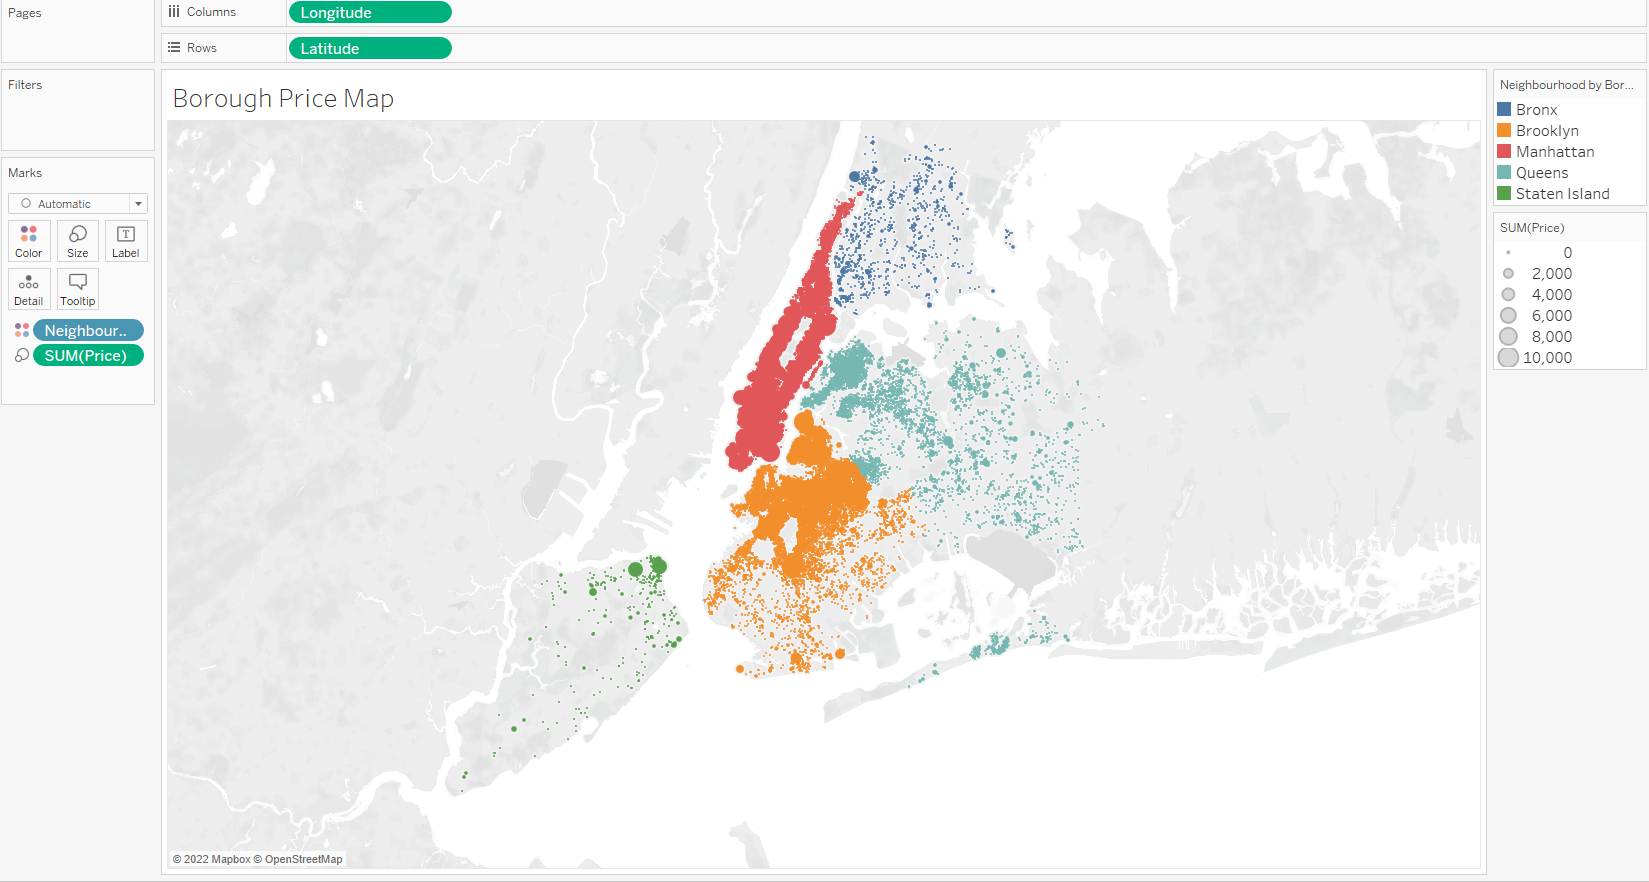 Pages
Columns
Longitude
Rows
Latitude
Filters
Marks
Automatic
Color
Size
T
Label
Detail
Tooltip
Neighbour..
SUM(Price)
Borough Price Map
© 2022 Mapbox © OpenStreetMap
Neighbourhood by Bor...
Bronx
Brooklyn
Manhattan
Queens
Staten Island
SUM(Price)
0
2,000
4,000
6,000
8,000
10,000